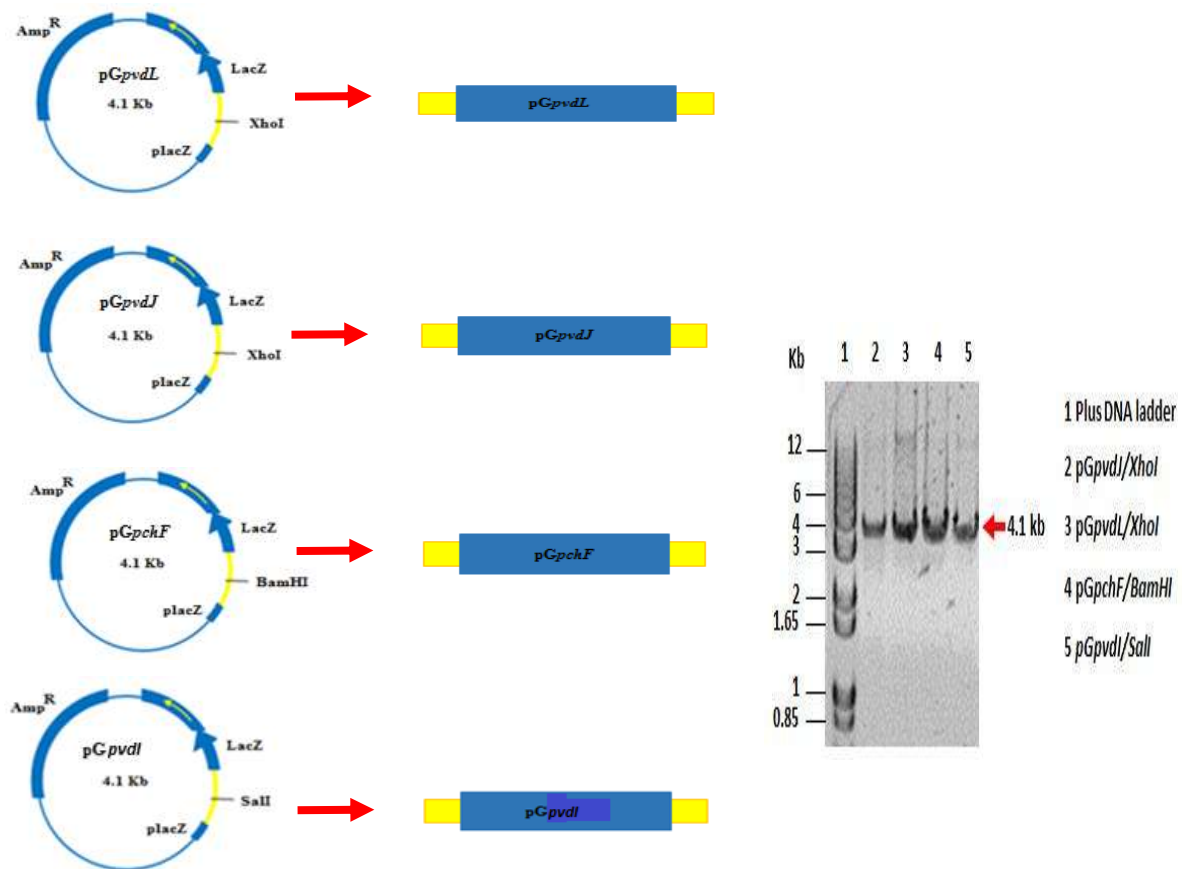 Amp^R
pGpvdL
4.1 Kb
LacZ
XhoI
placZ
pGpvdL
Amp^R
pGpvdJ
4.1 Kb
LacZ
XhoI
placZ
pGpvdJ
Amp^R
pGpchF
4.1 Kb
LacZ
BamHI
placZ
pGpchF
Amp^R
pGpvdI
4.1 Kb
LacZ
SalI
placZ
pGpvdI
Kb 1 2 3 4 5
12
6
4
3
2
1.65
1
0.85
4.1 kb
1 Plus DNA ladder
2 pGpvdJ/XhoI
3 pGpvdL/XhoI
4 pGpchF/BamHI
5 pGpvdI/SalI